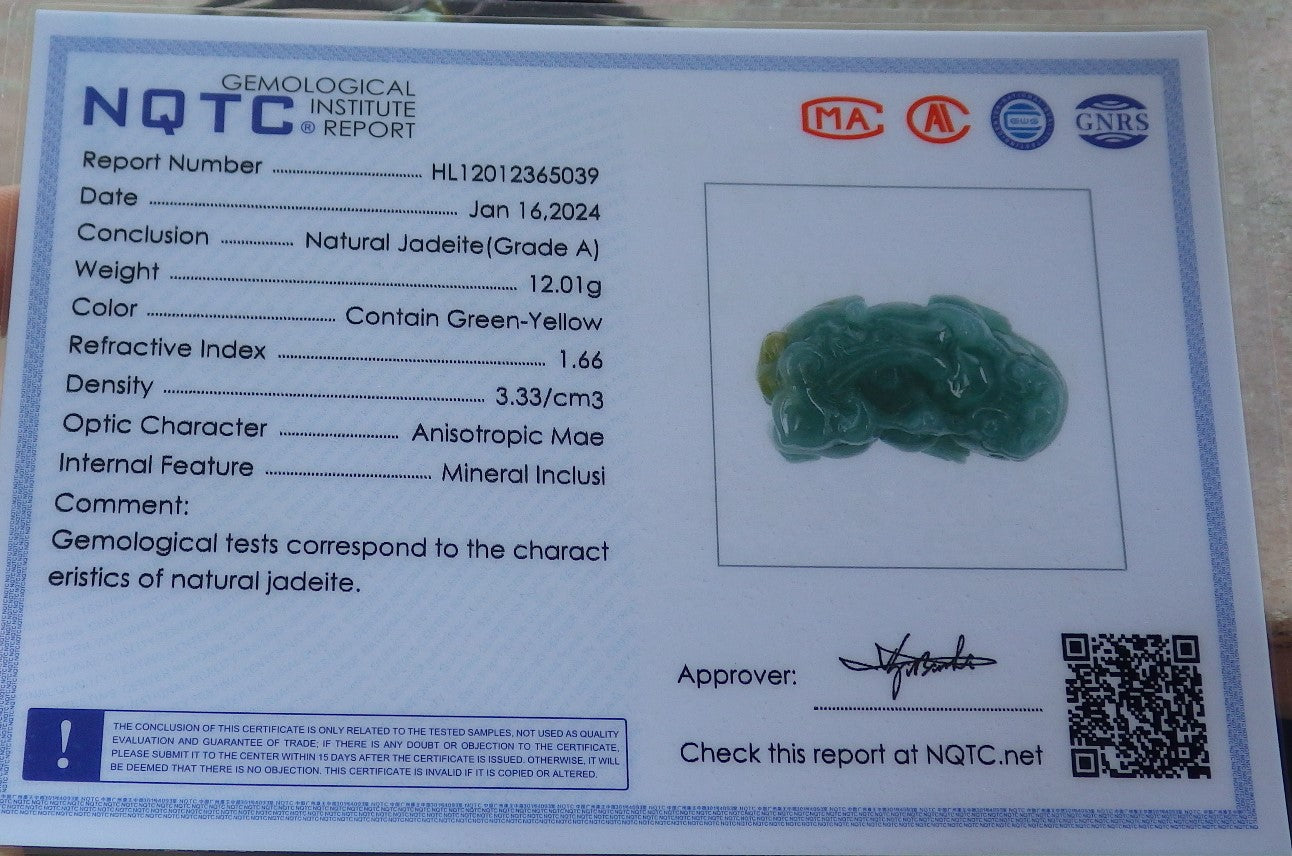 NQTC ® GEMOLOGICAL
INSTITUTE
REPORT
MA
GNRS
Report Number HL12012365039
Date Jan 16,2024
Conclusion Natural Jadeite(Grade A)
Weight 12.01g
Color Contain Green-Yellow
Refractive Index 1.66
Density 3.33/cm3
Optic Character Anisotropic Mae
Internal Feature Mineral Inclusi
Comment:
Gemological tests correspond to the charact
eristics of natural jadeite.
!
THE CONCLUSION OF THIS CERTIFICATE IS ONLY RELATED TO THE TESTED SAMPLES, NOT USED AS QUALITY
EVALUATION AND GUARANTEE OF TRADE; IF THERE IS ANY DOUBT OR OBJECTION TO THE CERTIFICATE,
PLEASE SUBMIT IT TO THE CENTER WITHIN 15 DAYS AFTER THE CERTIFICATE IS ISSUED. OTHERWISE, IT WILL
BE DEEMED THAT THERE IS NO OBJECTION. THIS CERTIFICATE IS INVALID IF IT IS COPIED OR ALTERED.
Approver:
Check this report at NQTC.net